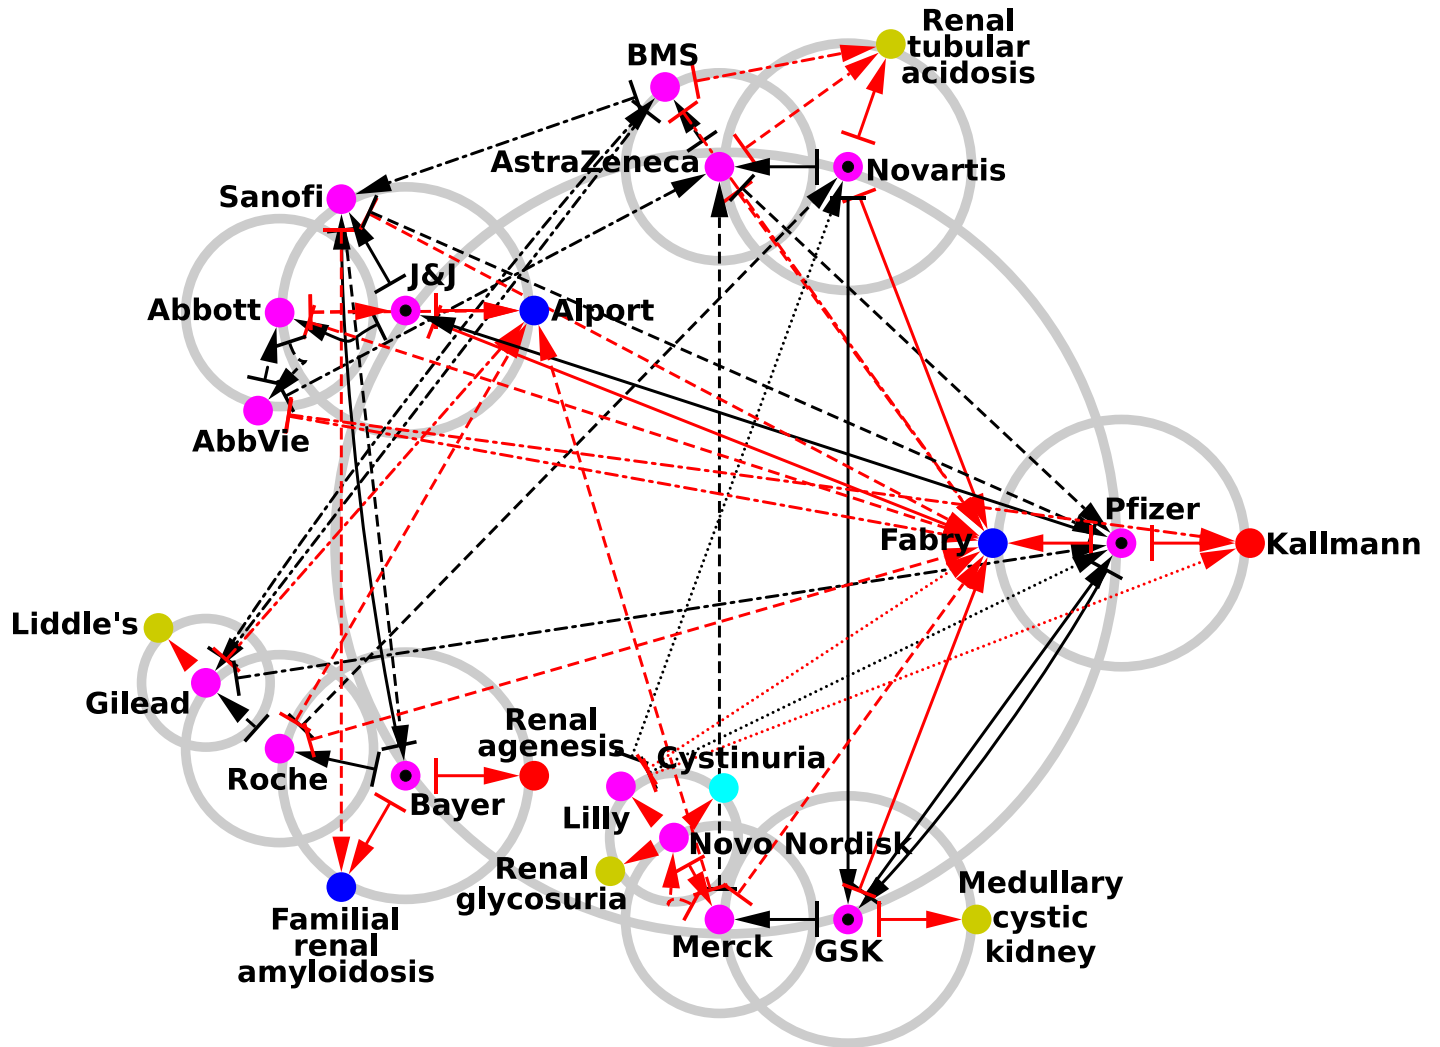 Renal
tubular
acidosis
BMS
AstraZeneca
Novartis
Sanofi
J&J
Abbott
Alport
AbbVie
Pfizer
Fabry
Kallmann
Liddle's
Gilead
Renal
agenesis
Roche
Bayer
Cystinuria
Lilly
Novo Nordisk
Renal
glycosuria
Merck
GSK
Medullary
cystic
kidney
Familial
renal
amyloidosis